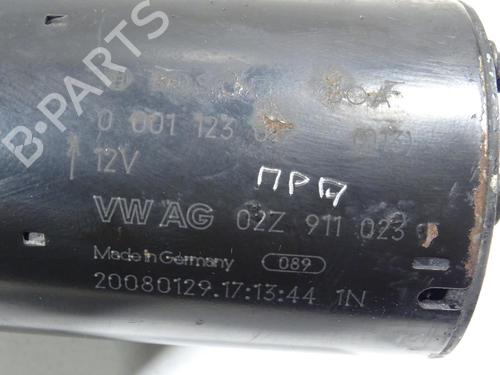 B-PARTS
0 001 123 0
12V
ПРП
VW AG 02Z 911 023
Made in Germany 089
20080129.17:13:44 1N